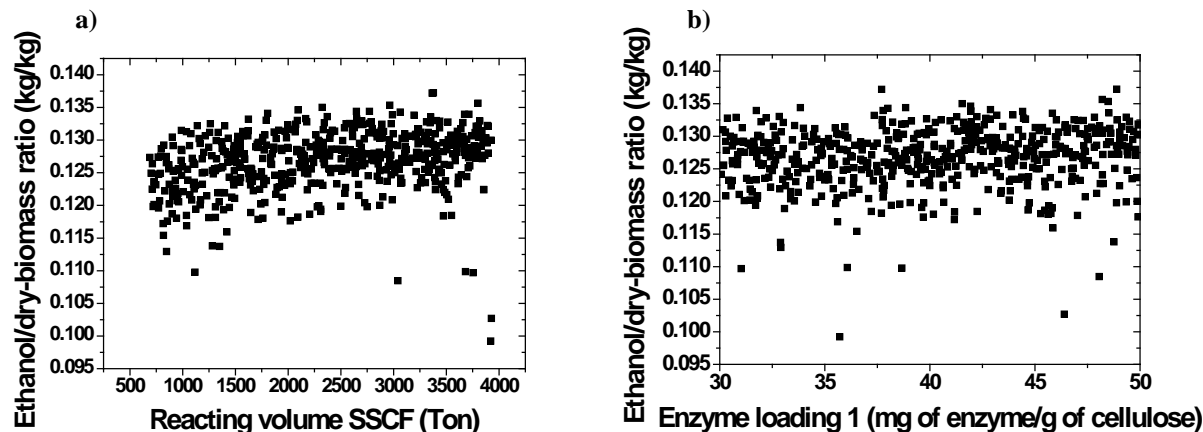 a)
Ethanol/dry-biomass ratio (kg/kg)
0.140
0.135
0.130
0.125
0.120
0.115
0.110
0.105
0.100
0.095
500 1000 1500 2000 2500 3000 3500 4000
Reacting volume SSCF (Ton)
b)
Ethanol/dry-biomass ratio (kg/kg)
0.140
0.135
0.130
0.125
0.120
0.115
0.110
0.105
0.100
0.095
30 35 40 45 50
Enzyme loading 1 (mg of enzyme/g of cellulose)